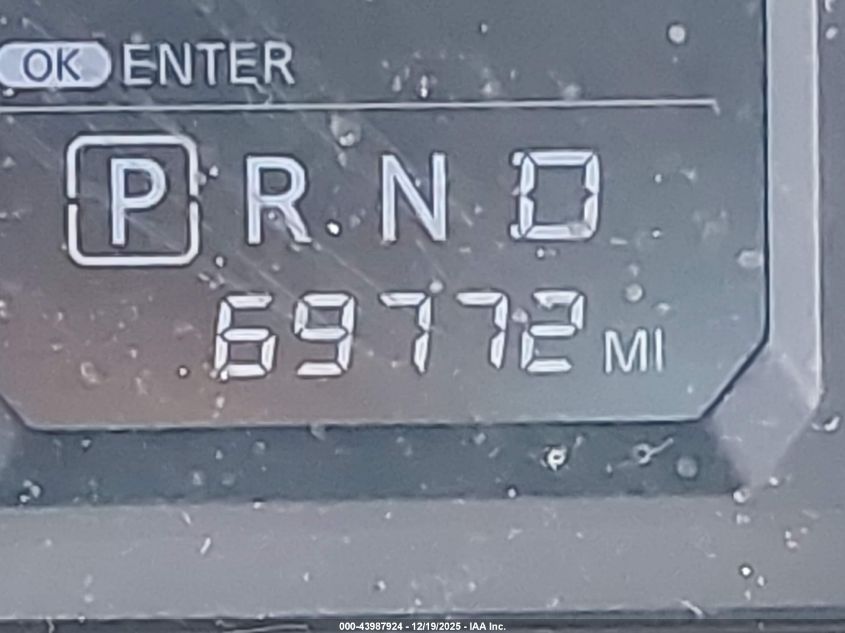 OK ENTER
P R N D
69772 MI
000-43987924 - 12/19/2025 - IAA Inc.